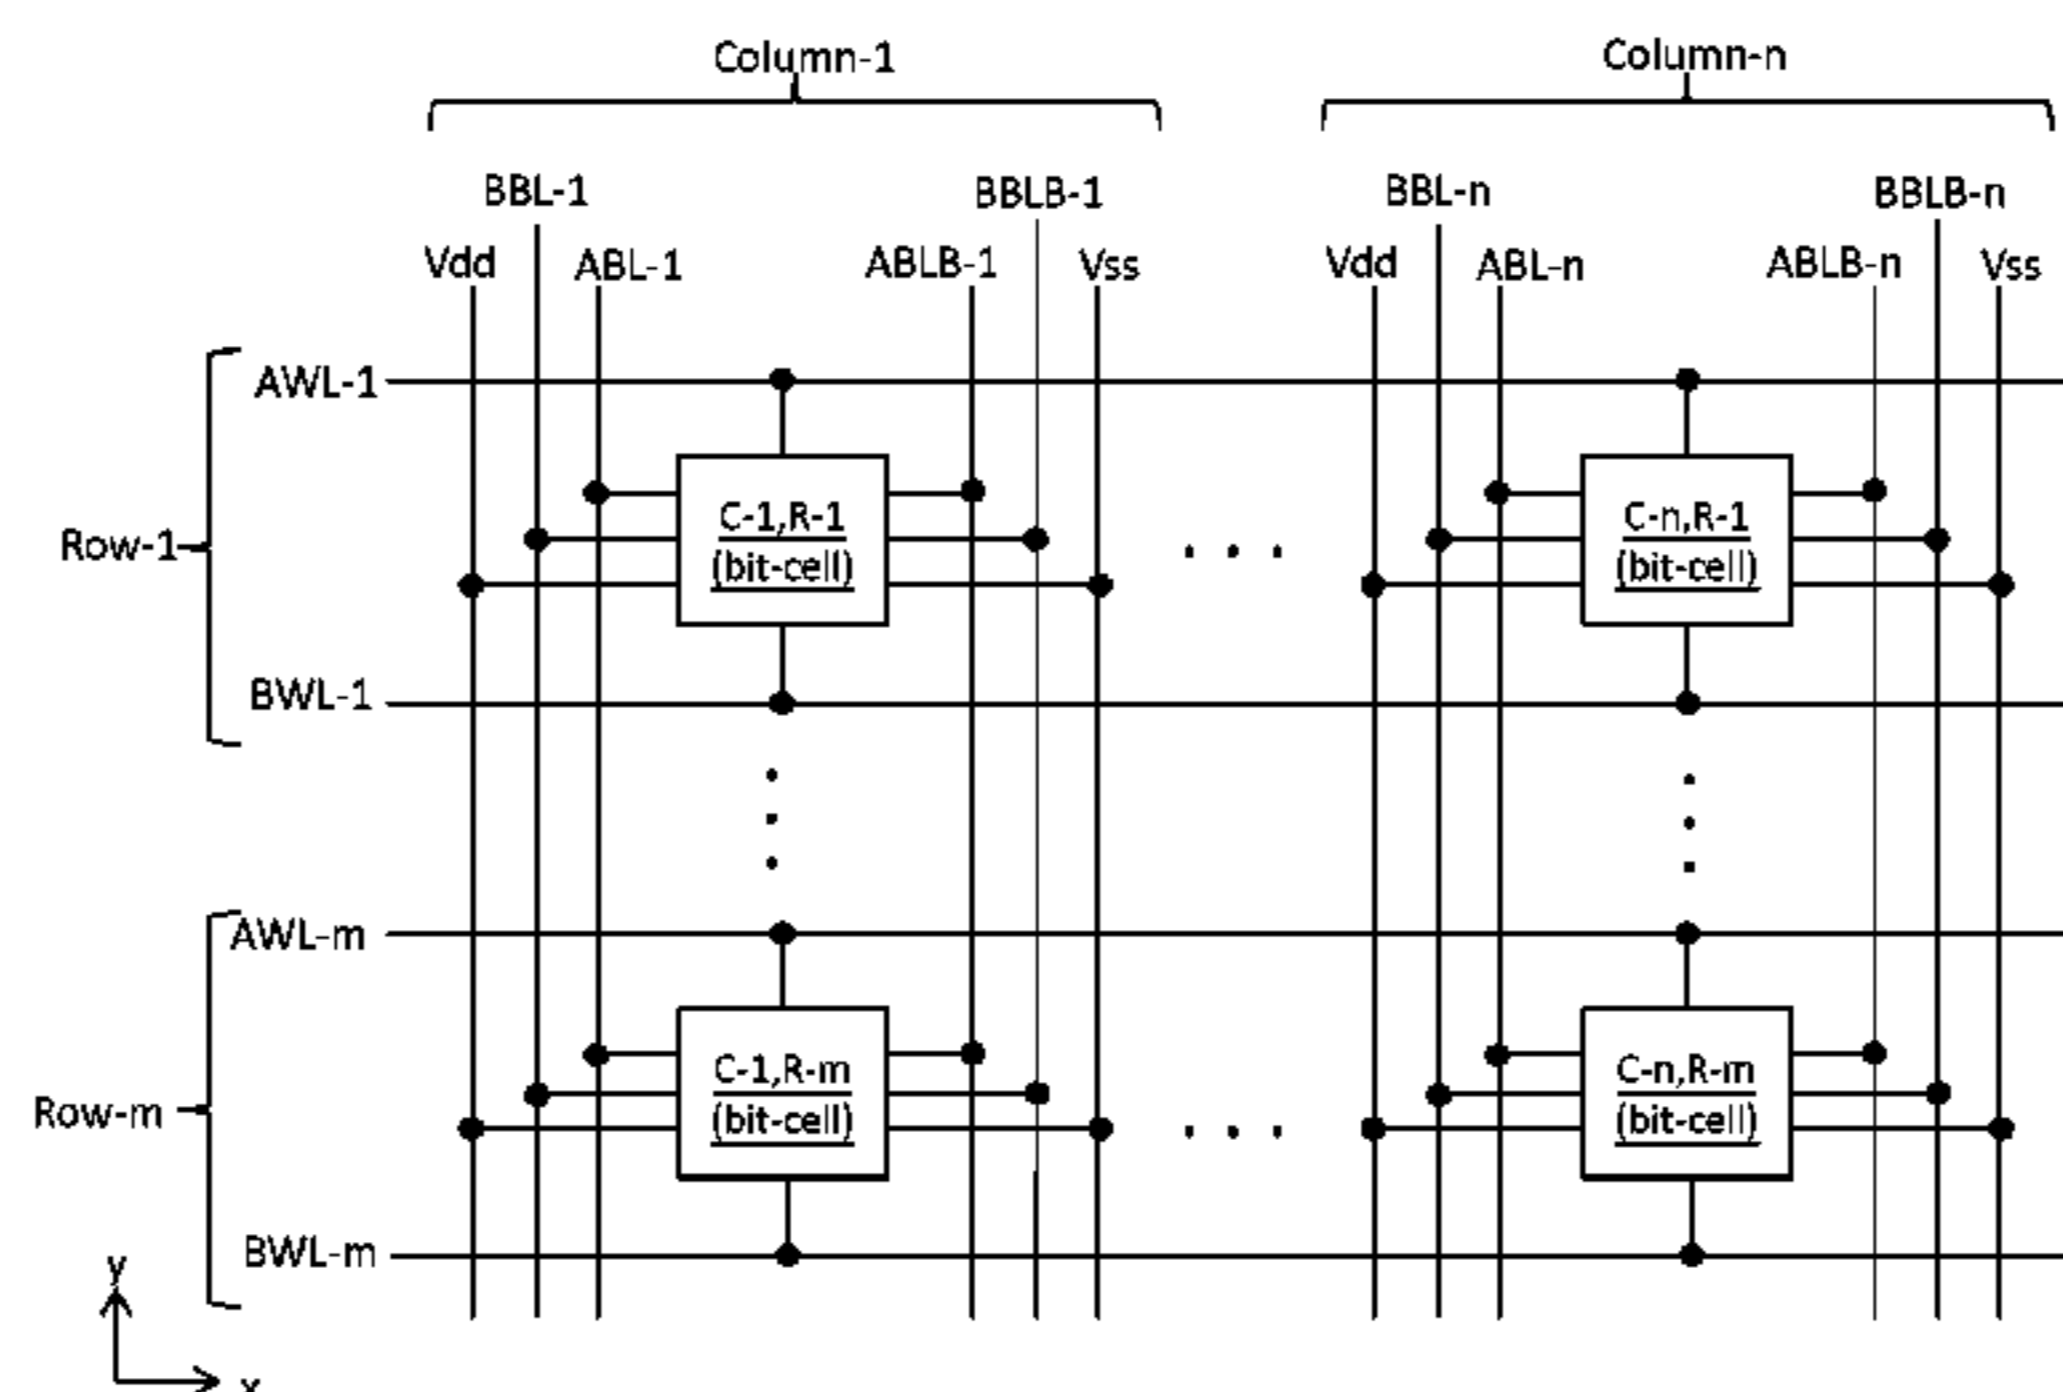 Column-1 Column-n
BBL-1 BBLB-1 BBL-n BBLB-n
Vdd ABL-1 ABLB-1 Vss Vdd ABL-n ABLB-n Vss
AWL-1
C-1,R-1 C-n,R-1
Row-1
(bit-cell) (bit-cell)
BWL-1
AWL-m
C-1,R-m C-n,R-m
Row-m
(bit-cell) (bit-cell)
BWL-m
y
x